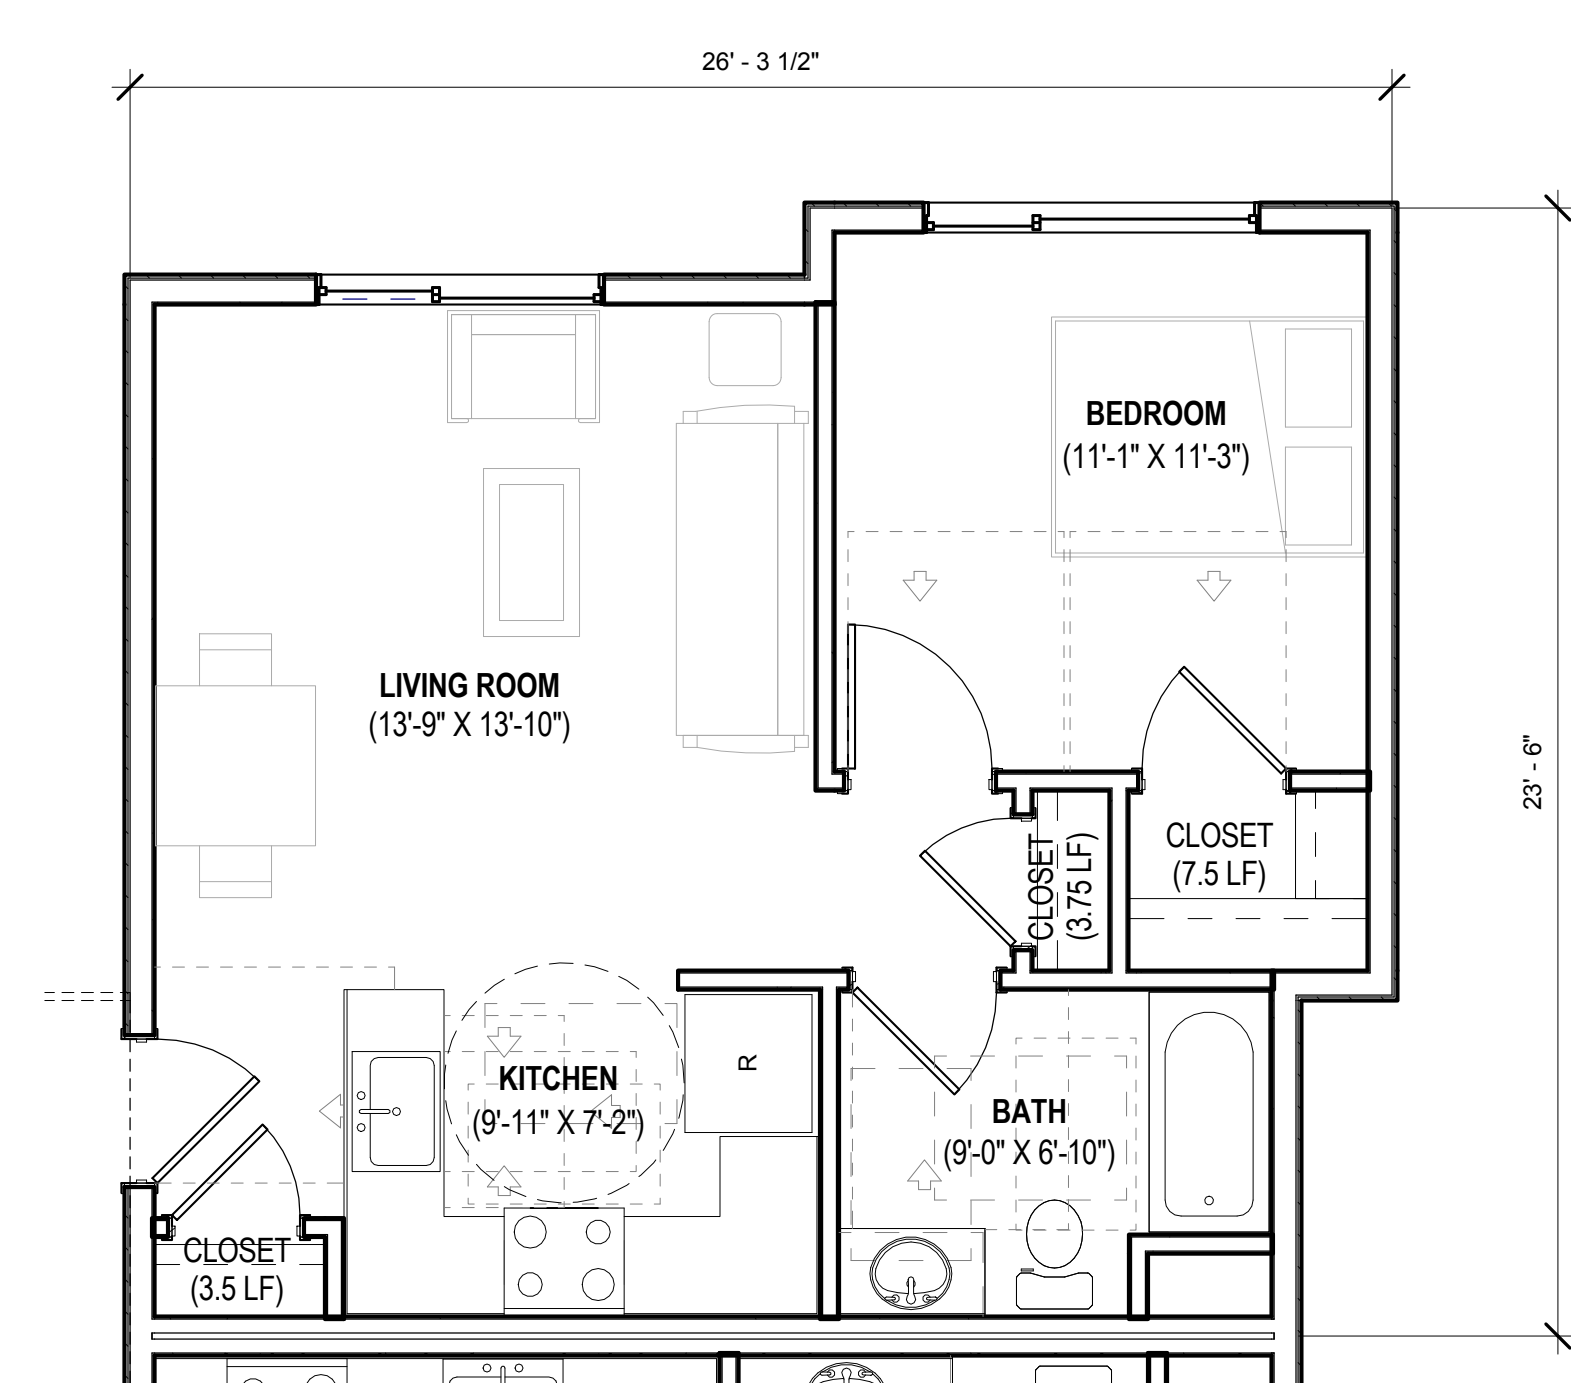 26' - 3 1/2"
BEDROOM
(11'-1" X 11'-3")
LIVING ROOM
(13'-9" X 13'-10")
23' - 6"
CLOSET
(3.75 LF)
CLOSET
(7.5 LF)
KITCHEN
(9'-11" X 7'-2")
R
BATH
(9'-0" X 6'-10")
CLOSET
(3.5 LF)